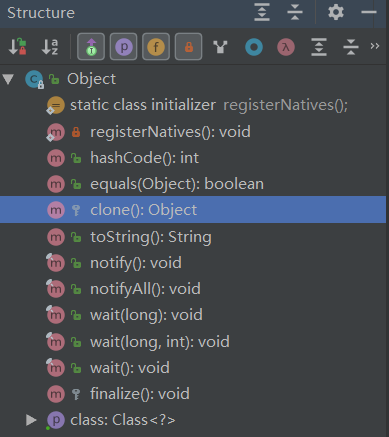 Structure
Object
static class initializer registerNatives();
registerNatives(): void
hashCode(): int
equals(Object): boolean
clone(): Object
toString(): String
notify(): void
notifyAll(): void
wait(long): void
wait(long, int): void
wait(): void
finalize(): void
class: Class<?>